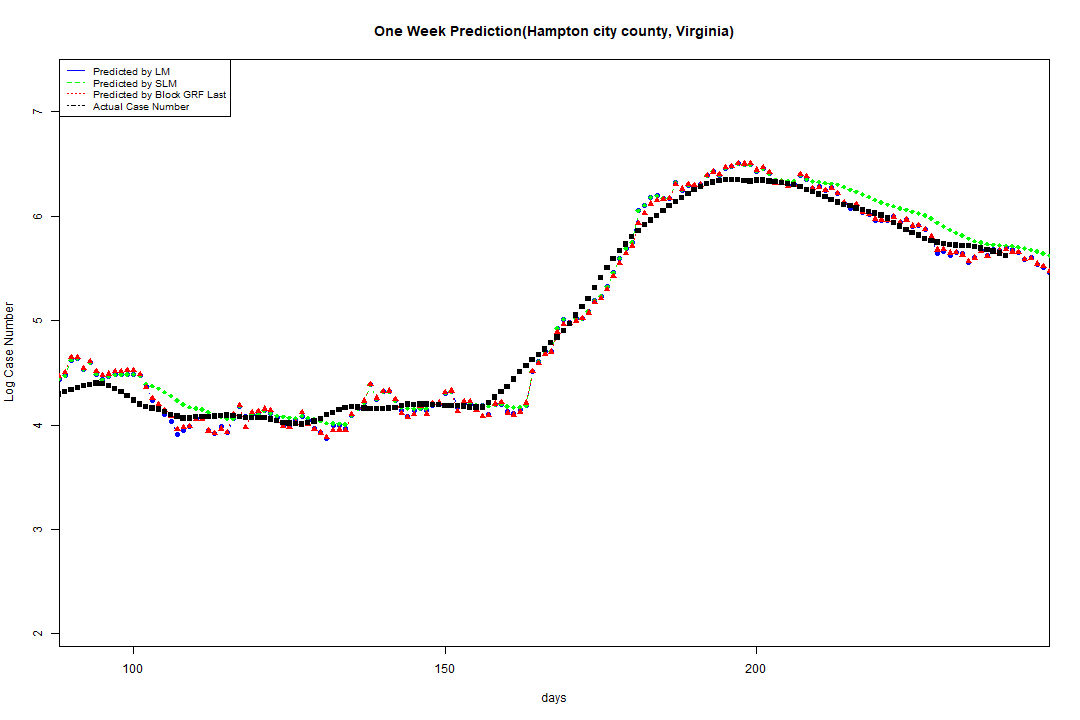 One Week Prediction(Hampton city county, Virginia)
Predicted by LM
Predicted by SLM
Predicted by Block GRF Last
Actual Case Number
7
6
5
4
3
2
Log Case Number
100 150 200
days